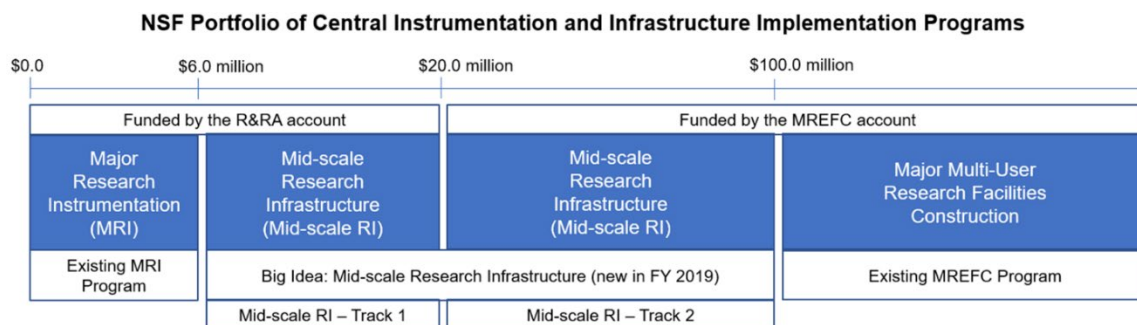 NSF Portfolio of Central Instrumentation and Infrastructure Implementation Programs
$0.0
$6.0 million
$20.0 million
$100.0 million
Funded by the R&RA account
Funded by the MREFC account
Major
Research
Instrumentation
(MRI)
Mid-scale
Research
Infrastructure
(Mid-scale RI)
Mid-scale
Research
Infrastructure
(Mid-scale RI)
Major Multi-User
Research Facilities
Construction
Existing MRI
Program
Big Idea: Mid-scale Research Infrastructure (new in FY 2019)
Existing MREFC Program
Mid-scale RI – Track 1
Mid-scale RI – Track 2